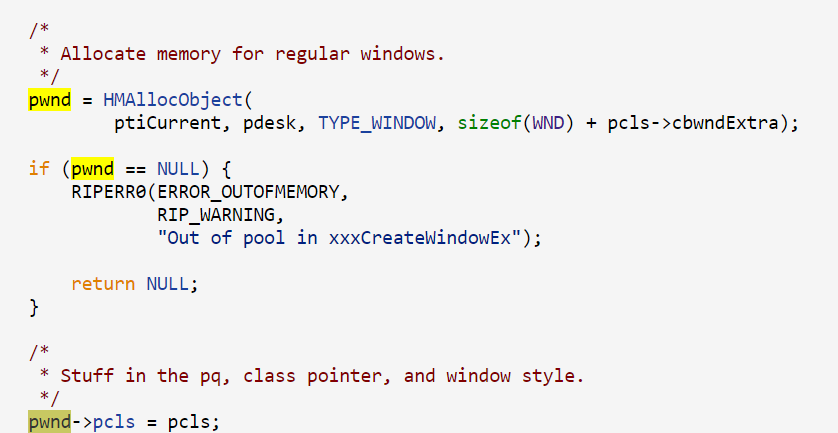 /*
 * Allocate memory for regular windows.
 */
pwnd = HMAllocObject(
        ptiCurrent, pdesk, TYPE_WINDOW, sizeof(WND) + pcls->cbwndExtra);
if (pwnd == NULL) {
    RIPERR0(ERROR_OUTOFMEMORY,
            RIP_WARNING,
            "Out of pool in xxxCreateWindowEx");
    return NULL;
}
/*
 * Stuff in the pq, class pointer, and window style.
 */
pwnd->pcls = pcls;